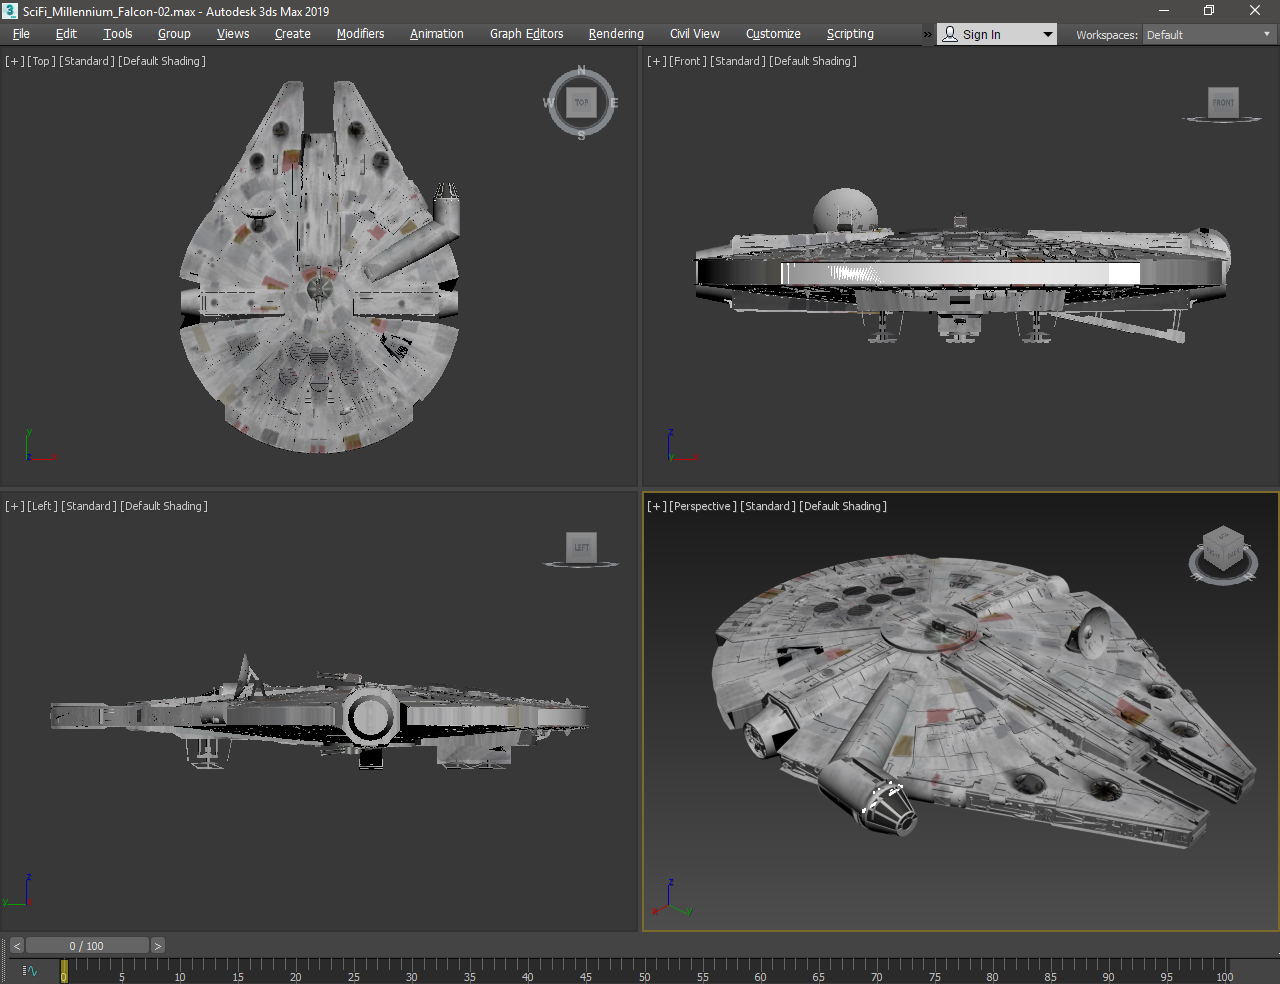 SciFi_Millennium_Falcon-02.max - Autodesk 3ds Max 2019
File Edit Tools Group Views Create Modifiers Animation Graph Editors Rendering Civil View Customize Scripting » Sign In Workspaces: Default
[+] [Top] [Standard] [Default Shading]
[+] [Front] [Standard] [Default Shading]
N
W TOP E
S
FRONT
y
z x
z
y x
[+] [Left] [Standard] [Default Shading]
[+] [Perspective] [Standard] [Default Shading]
LEFT
z
y x
z
x y
< 0 / 100 >
0 5 10 15 20 25 30 35 40 45 50 55 60 65 70 75 80 85 90 95 100